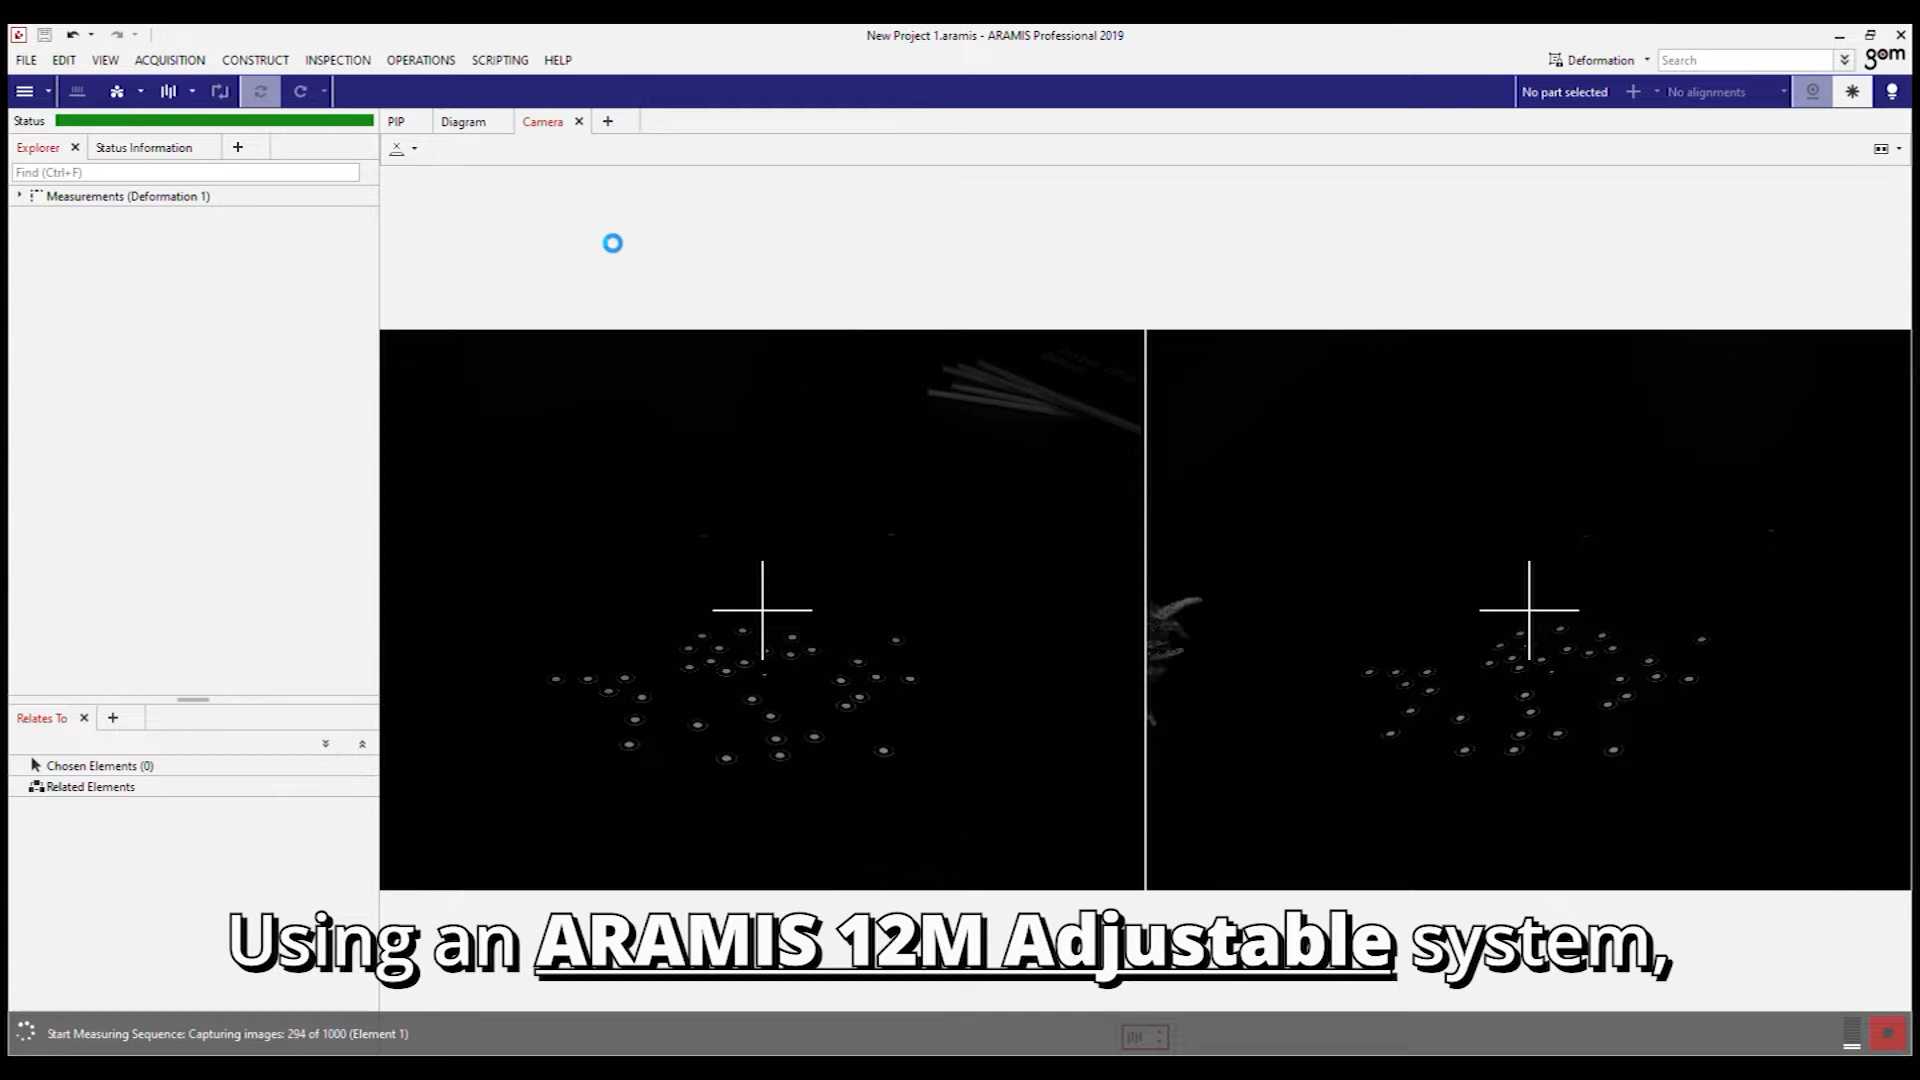 New Project 1.aramis - ARAMIS Professional 2019
FILE EDIT VIEW ACQUISITION CONSTRUCT INSPECTION OPERATIONS SCRIPTING HELP
Deformation
Search
gom
No part selected
No alignments
Status
PIP Diagram Camera
Explorer Status Information
Find (Ctrl+F)
Measurements (Deformation 1)
Relates To
Chosen Elements (0)
Related Elements
Using an ARAMIS 12M Adjustable system,
Start Measuring Sequence: Capturing images: 294 of 1000 (Element 1)